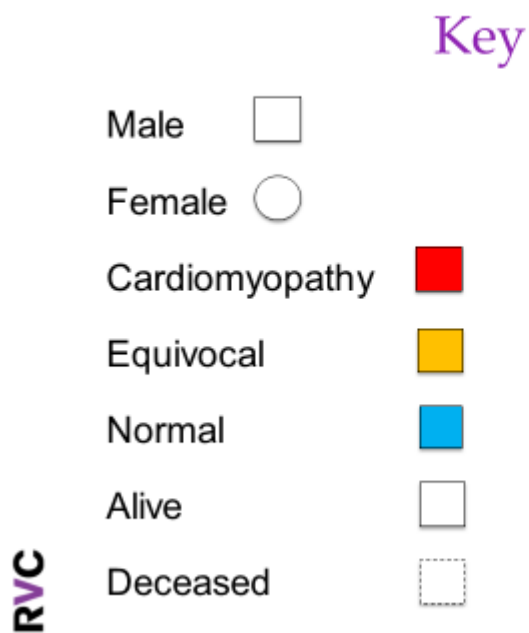 Key
Male
Female
Cardiomyopathy
Equivocal
Normal
Alive
Deceased
RVC